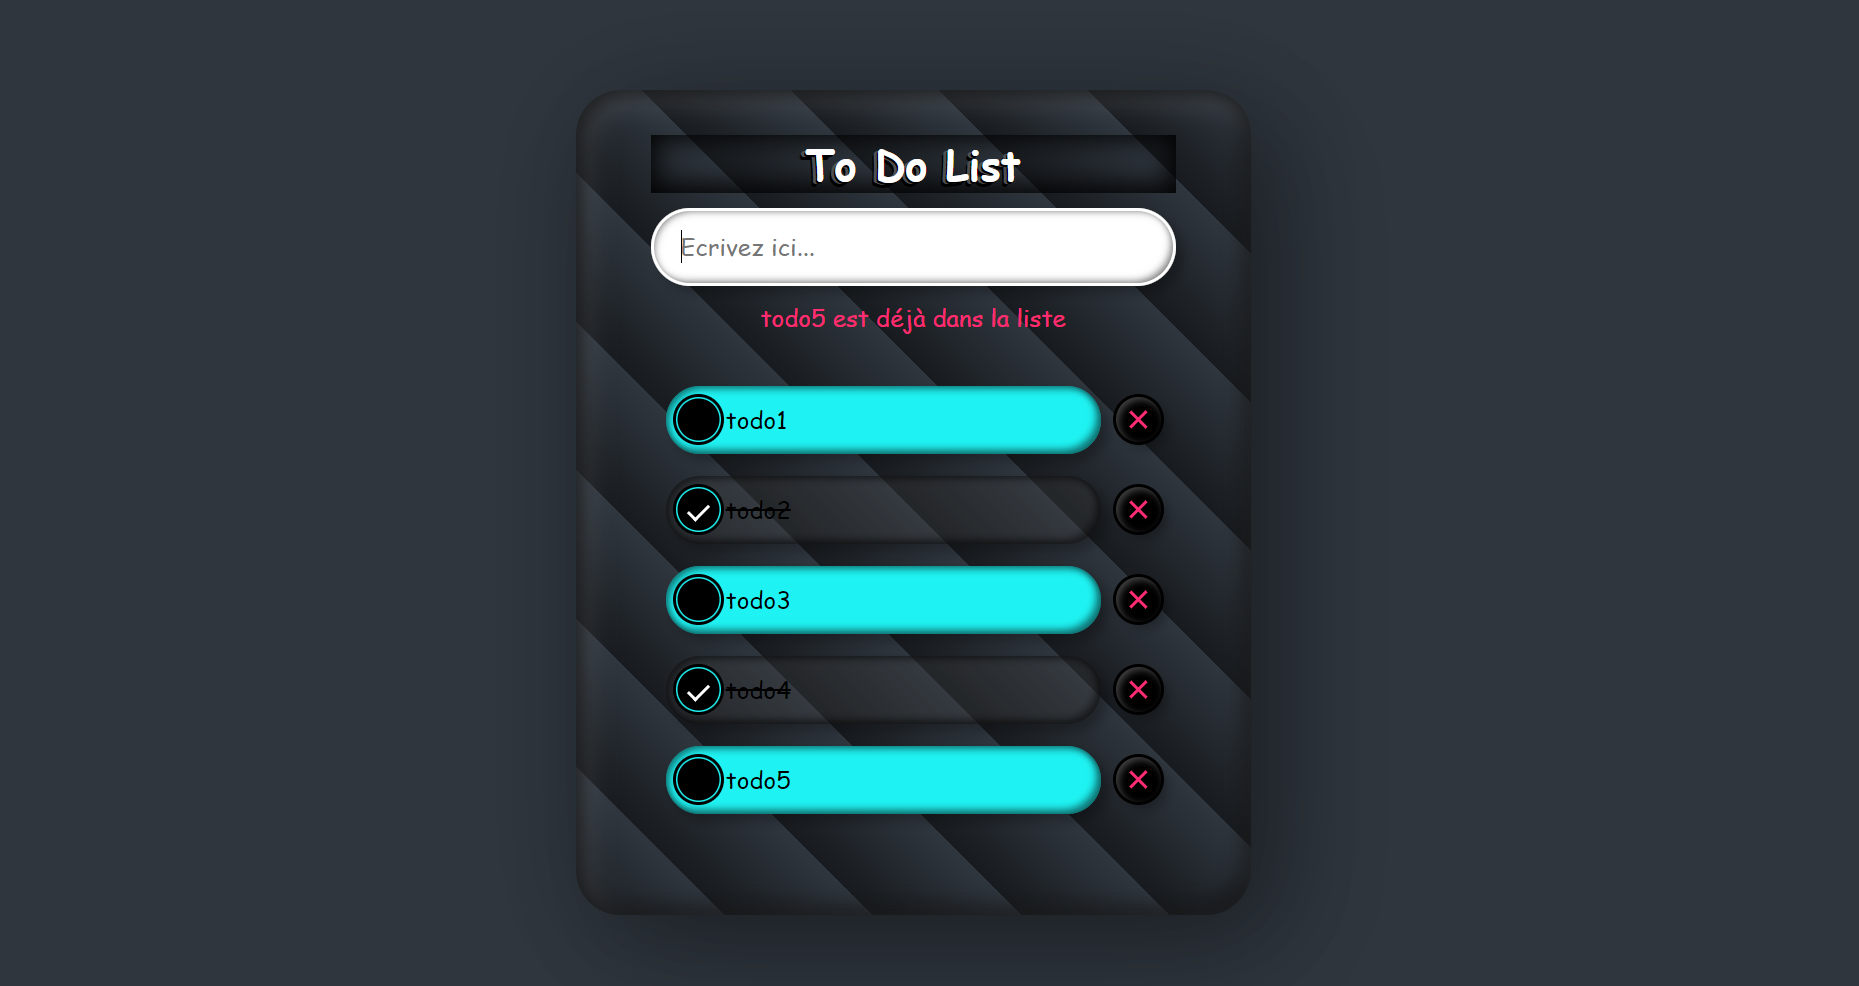 To Do List
Ecrivez ici...
todo5 est déjà dans la liste
todo1
todo2
todo3
todo4
todo5